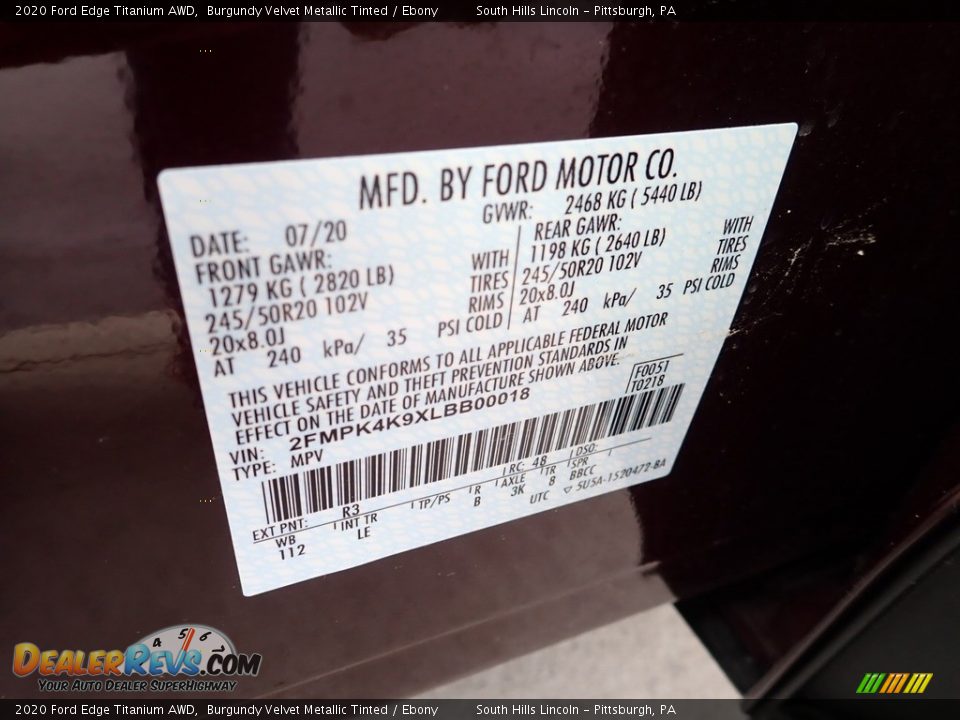 2020 Ford Edge Titanium AWD, Burgundy Velvet Metallic Tinted / Ebony South Hills Lincoln - Pittsburgh, PA
MFD. BY FORD MOTOR CO.
DATE: 07/20 GVWR: 2468 KG ( 5440 LB)
FRONT GAWR: REAR GAWR:
1279 KG ( 2820 LB) WITH 1198 KG ( 2640 LB) WITH
245/50R20 102V TIRES 245/50R20 102V TIRES
20x8.0J RIMS 20x8.0J RIMS
AT 240 kPa/ 35 PSI COLD AT 240 kPa/ 35 PSI COLD
THIS VEHICLE CONFORMS TO ALL APPLICABLE FEDERAL MOTOR
VEHICLE SAFETY AND THEFT PREVENTION STANDARDS IN
EFFECT ON THE DATE OF MANUFACTURE SHOWN ABOVE.
F0051
T0218
VIN: 2FMPK4K9XLBB00018
TYPE: MPV
EXT PNT: R3 RC: 48 DSO:
WB INT TR TP/PS R AXLE TR SPR
112 LE B 3K B BBCC
UTC ▽ 5U5A-1520472-BA
4 5 6
DEALERREVS.COM
YOUR AUTO DEALER SUPERHIGHWAY
2020 Ford Edge Titanium AWD, Burgundy Velvet Metallic Tinted / Ebony South Hills Lincoln - Pittsburgh, PA